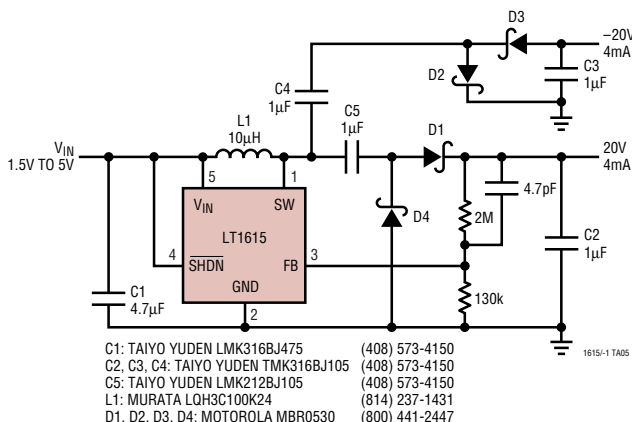 D3
–20V
4mA
D2
C3
1µF
C4
1µF
C5
1µF
L1
10µH
D1
VIN
1.5V TO 5V
20V
4mA
5
1
VIN
SW
4.7pF
2M
D4
LT1615
C2
1µF
4
SHDN
FB
3
GND
130k
C1
4.7µF
2
1615/-1 TA05
C1: TAIYO YUDEN LMK316BJ475 (408) 573-4150
C2, C3, C4: TAIYO YUDEN TMK316BJ105 (408) 573-4150
C5: TAIYO YUDEN LMK212BJ105 (408) 573-4150
L1: MURATA LQH3C100K24 (814) 237-1431
D1, D2, D3, D4: MOTOROLA MBR0530 (800) 441-2447